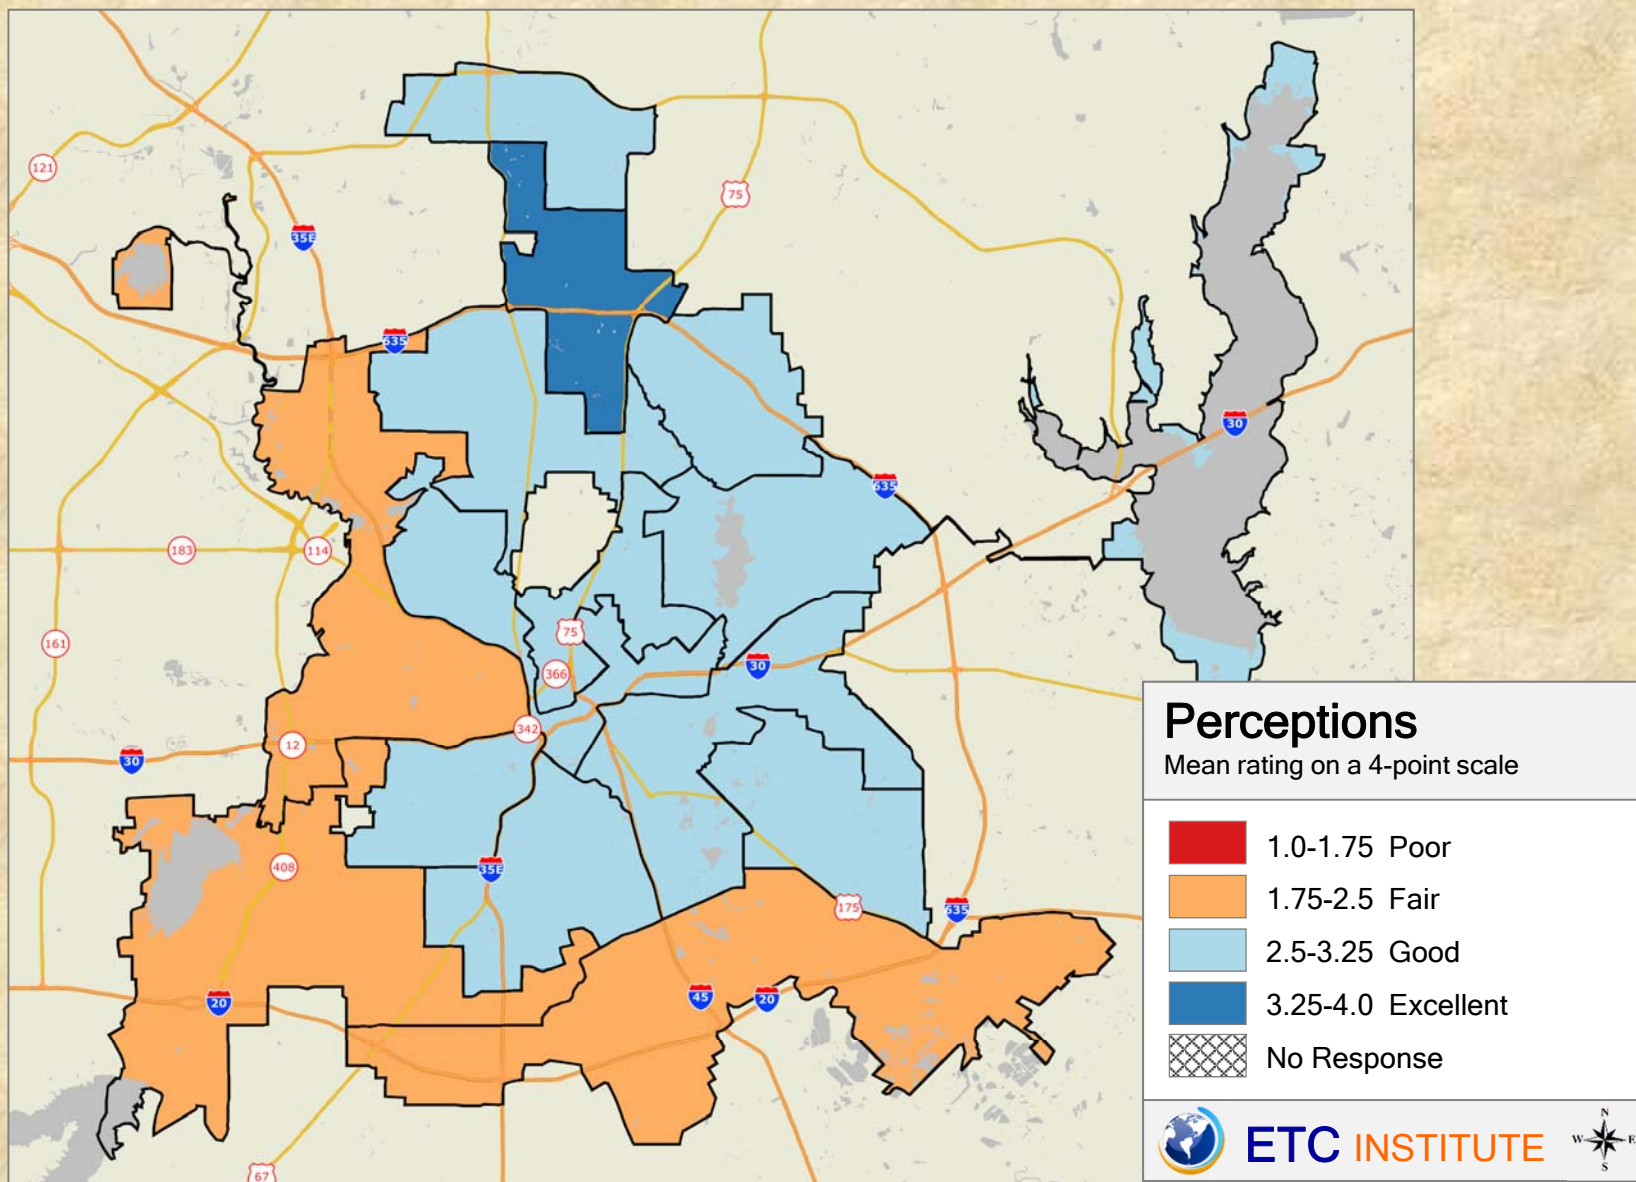 121
75
35E
635
30
635
183
114
161
75
366
30
342
12
30
408
35E
175
635
20
45
20
67
Perceptions
Mean rating on a 4-point scale
1.0-1.75 Poor
1.75-2.5 Fair
2.5-3.25 Good
3.25-4.0 Excellent
No Response
ETC INSTITUTE
N
W E
S